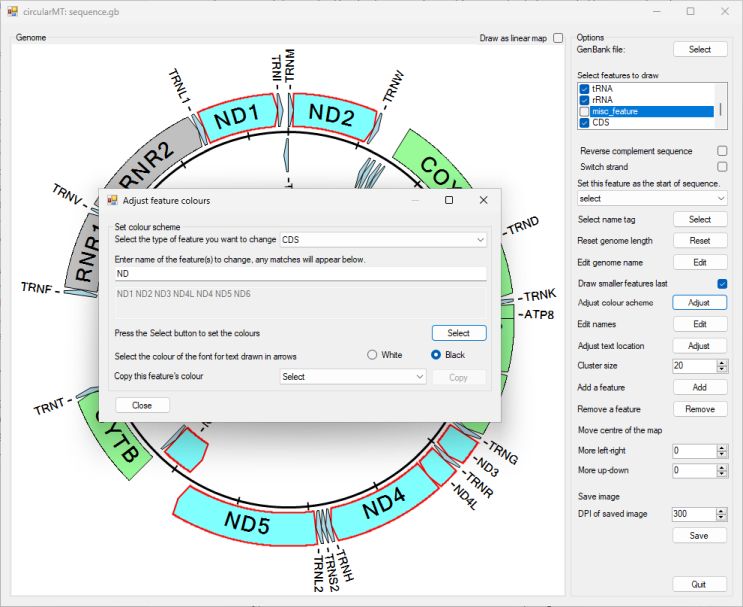 circularMT: sequence.gb
Genome
Draw as linear map
TRNL1
ND1
TRNI
TRNM
ND2
TRNW
COX
RNR2
TRNV
RNR1
TRNF
TRNT
CYTB
TRND
TRNK
ATP8
TRNG
ND3
TRNR
ND4L
ND4
TRNH
TRNS2
TRNL2
ND5
Adjust feature colours
Set colour scheme
Select the type of feature you want to change CDS
Enter name of the feature(s) to change, any matches will appear below.
ND
ND1 ND2 ND3 ND4L ND4 ND5 ND6
Press the Select button to set the colours Select
Select the colour of the font for text drawn in arrows White Black
Copy this feature's colour Select Copy
Close
Options
GenBank file: Select
Select features to draw
tRNA
rRNA
misc_feature
CDS
Reverse complement sequence
Switch strand
Set this feature as the start of sequence.
select
Select name tag Select
Reset genome length Reset
Edit genome name Edit
Draw smaller features last
Adjust colour scheme Adjust
Edit names Edit
Adjust text location Adjust
Cluster size 20
Add a feature Add
Remove a feature Remove
Move centre of the map
More left-right 0
More up-down 0
Save image
DPI of saved image 300
Save
Quit